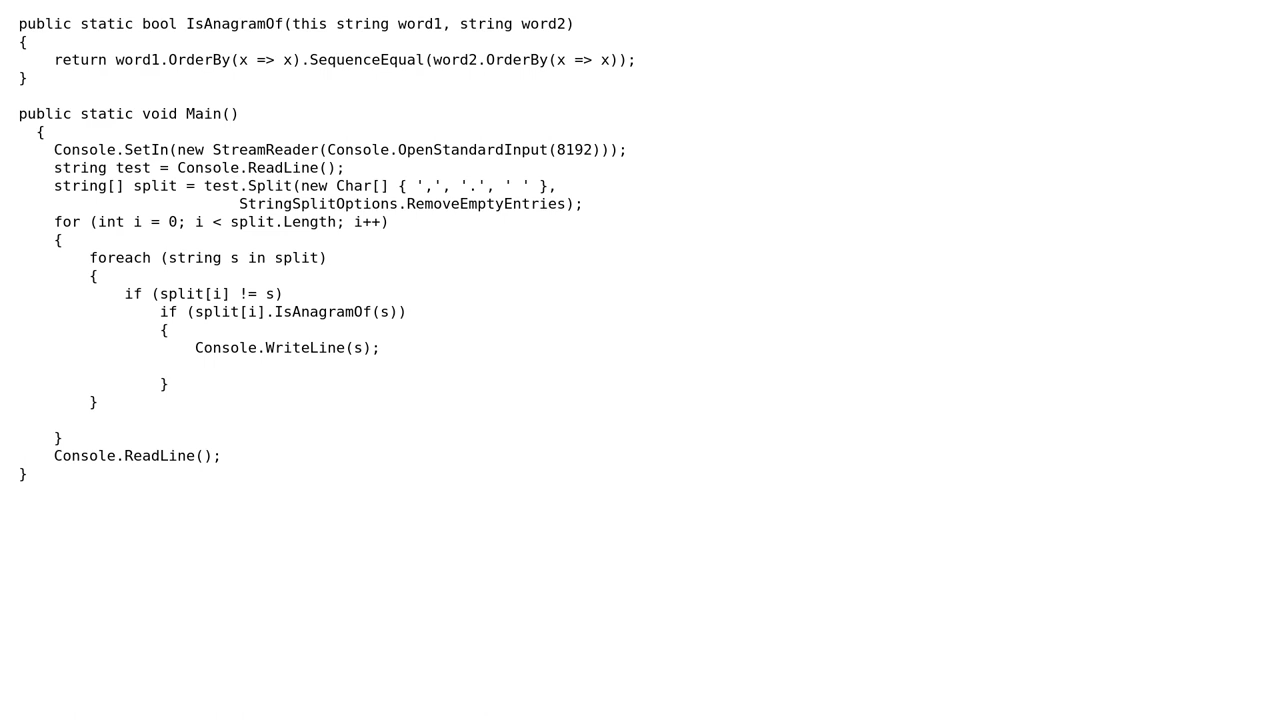 public static bool IsAnagramOf(this string word1, string word2)
{
    return word1.OrderBy(x => x).SequenceEqual(word2.OrderBy(x => x));
}

public static void Main()
  {
    Console.SetIn(new StreamReader(Console.OpenStandardInput(8192)));
    string test = Console.ReadLine();
    string[] split = test.Split(new Char[] { ',', '.', ' ' },
                         StringSplitOptions.RemoveEmptyEntries);
    for (int i = 0; i < split.Length; i++)
    {
        foreach (string s in split)
        {
            if (split[i] != s)
                if (split[i].IsAnagramOf(s))
                {
                    Console.WriteLine(s);

                }
        }

    }
    Console.ReadLine();
}